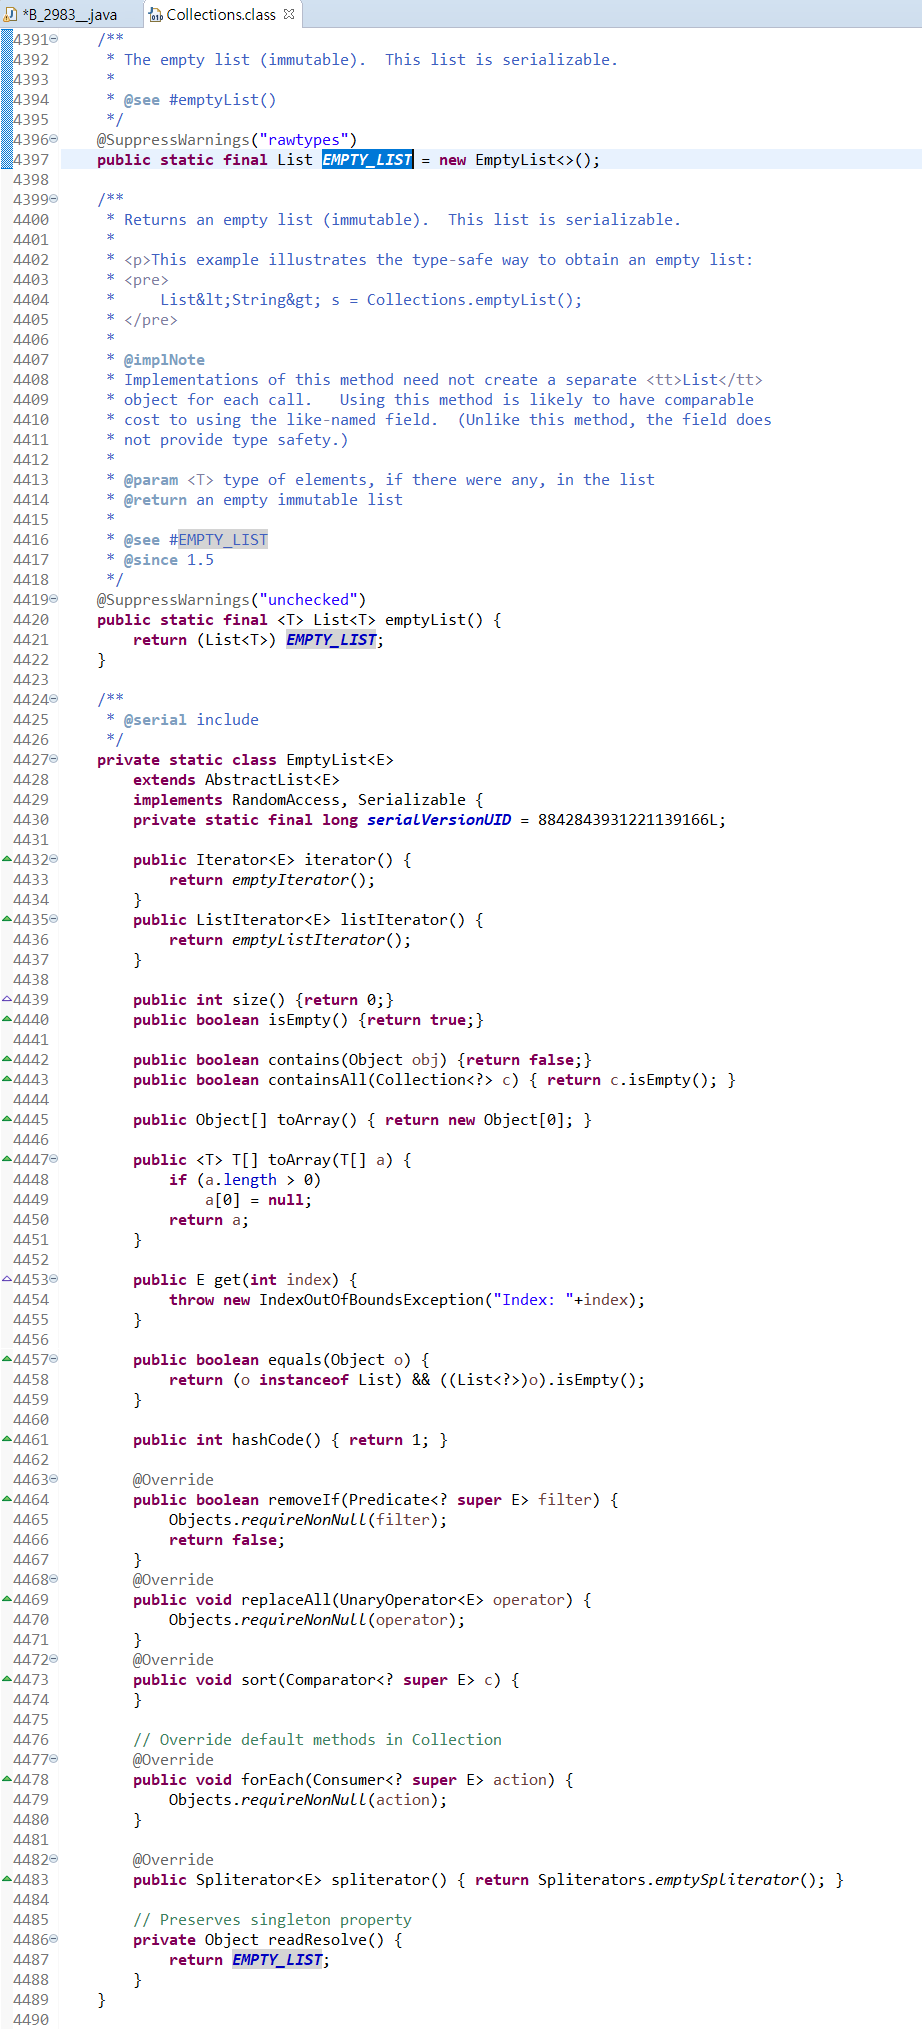 *B_2983__.java Collections.class
4391 /**
4392 * The empty list (immutable).  This list is serializable.
4393 *
4394 * @see #emptyList()
4395 */
4396 @SuppressWarnings("rawtypes")
4397 public static final List EMPTY_LIST = new EmptyList<>();
4398
4399 /**
4400 * Returns an empty list (immutable).  This list is serializable.
4401 *
4402 * <p>This example illustrates the type-safe way to obtain an empty list:
4403 * <pre>
4404 *     List&lt;String&gt; s = Collections.emptyList();
4405 * </pre>
4406 *
4407 * @implNote
4408 * Implementations of this method need not create a separate <tt>List</tt>
4409 * object for each call.   Using this method is likely to have comparable
4410 * cost to using the like-named field.  (Unlike this method, the field does
4411 * not provide type safety.)
4412 *
4413 * @param <T> type of elements, if there were any, in the list
4414 * @return an empty immutable list
4415 *
4416 * @see #EMPTY_LIST
4417 * @since 1.5
4418 */
4419 @SuppressWarnings("unchecked")
4420 public static final <T> List<T> emptyList() {
4421 return (List<T>) EMPTY_LIST;
4422 }
4423
4424 /**
4425 * @serial include
4426 */
4427 private static class EmptyList<E>
4428 extends AbstractList<E>
4429 implements RandomAccess, Serializable {
4430 private static final long serialVersionUID = 8842843931221139166L;
4431
4432 public Iterator<E> iterator() {
4433 return emptyIterator();
4434 }
4435 public ListIterator<E> listIterator() {
4436 return emptyListIterator();
4437 }
4438
4439 public int size() {return 0;}
4440 public boolean isEmpty() {return true;}
4441
4442 public boolean contains(Object obj) {return false;}
4443 public boolean containsAll(Collection<?> c) { return c.isEmpty(); }
4444
4445 public Object[] toArray() { return new Object[0]; }
4446
4447 public <T> T[] toArray(T[] a) {
4448 if (a.length > 0)
4449 a[0] = null;
4450 return a;
4451 }
4452
4453 public E get(int index) {
4454 throw new IndexOutOfBoundsException("Index: "+index);
4455 }
4456
4457 public boolean equals(Object o) {
4458 return (o instanceof List) && ((List<?>)o).isEmpty();
4459 }
4460
4461 public int hashCode() { return 1; }
4462
4463 @Override
4464 public boolean removeIf(Predicate<? super E> filter) {
4465 Objects.requireNonNull(filter);
4466 return false;
4467 }
4468 @Override
4469 public void replaceAll(UnaryOperator<E> operator) {
4470 Objects.requireNonNull(operator);
4471 }
4472 @Override
4473 public void sort(Comparator<? super E> c) {
4474 }
4475
4476 // Override default methods in Collection
4477 @Override
4478 public void forEach(Consumer<? super E> action) {
4479 Objects.requireNonNull(action);
4480 }
4481
4482 @Override
4483 public Spliterator<E> spliterator() { return Spliterators.emptySpliterator(); }
4484
4485 // Preserves singleton property
4486 private Object readResolve() {
4487 return EMPTY_LIST;
4488 }
4489 }
4490